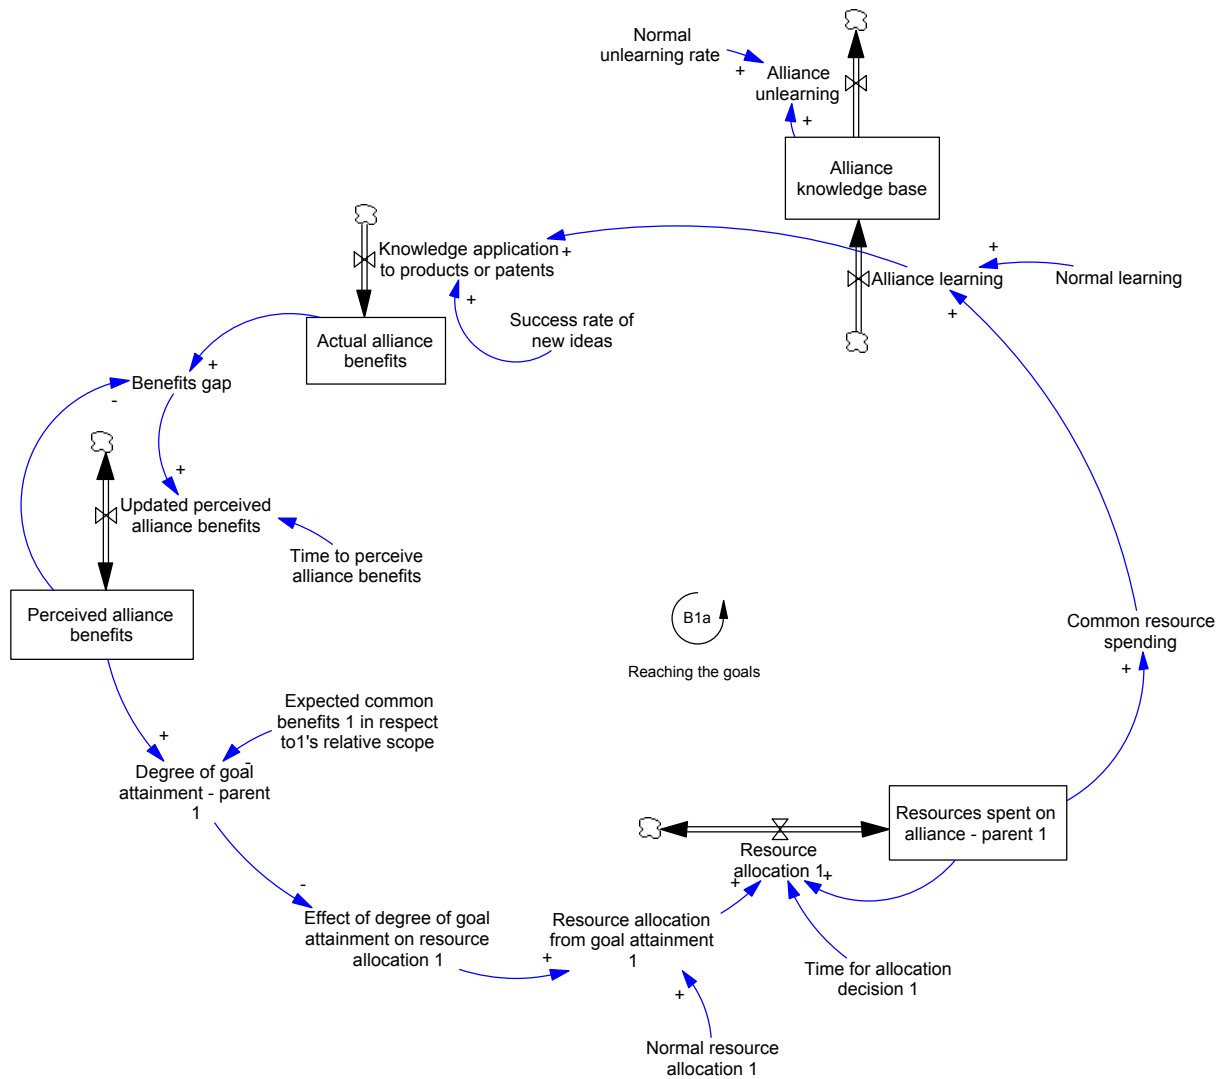 Normal
unlearning rate
+
Alliance
unlearning
+
Alliance
knowledge base
Knowledge application
to products or patents
+
+
Alliance learning
+
Normal learning
+
Success rate of
new ideas
Actual alliance
benefits
+
Benefits gap
-
+
Updated perceived
alliance benefits
Time to perceive
alliance benefits
Perceived alliance
benefits
B1a
Reaching the goals
Common resource
spending
+
+
Expected common
benefits 1 in respect
to1's relative scope
-
Degree of goal
attainment - parent
1
-
Effect of degree of goal
attainment on resource
allocation 1
+
Resource allocation
from goal attainment
1
+
Normal resource
allocation 1
+
Resource
allocation 1
+
Resources spent on
alliance - parent 1
Time for allocation
decision 1